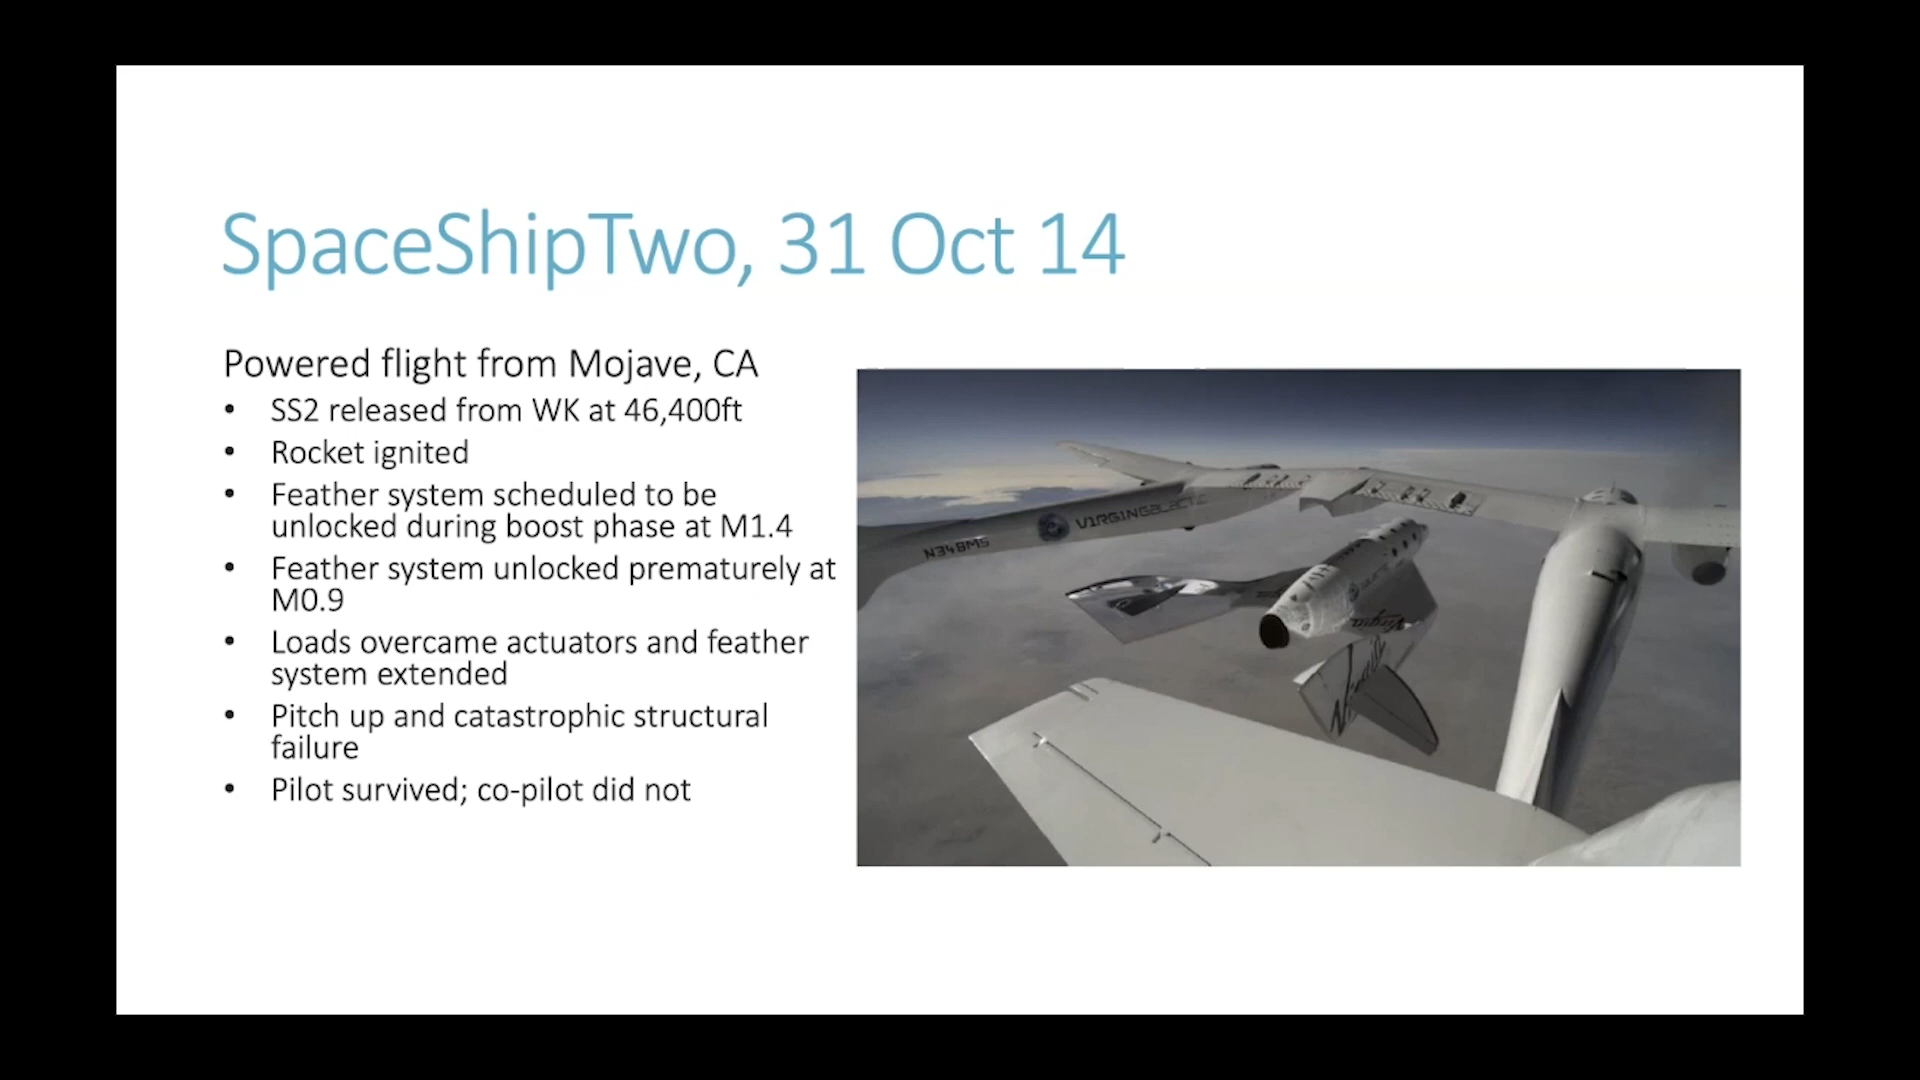 SpaceShipTwo, 31 Oct 14
Powered flight from Mojave, CA
• SS2 released from WK at 46,400ft
• Rocket ignited
• Feather system scheduled to be
unlocked during boost phase at M1.4
• Feather system unlocked prematurely at
M0.9
• Loads overcame actuators and feather
system extended
• Pitch up and catastrophic structural
failure
• Pilot survived; co-pilot did not
VIRGIN GALACTIC
N348MS
Virgin